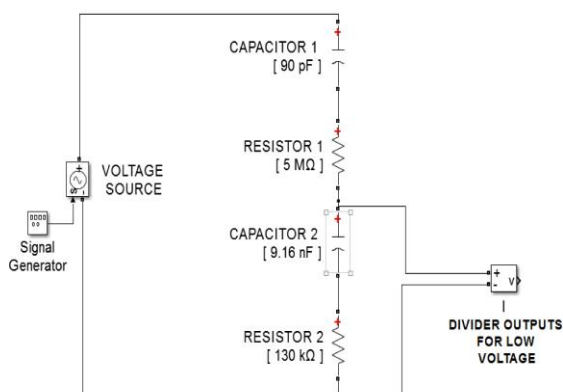 CAPACITOR 1
[ 90 pF ]
RESISTOR 1
[ 5 MΩ ]
VOLTAGE
SOURCE
+
S
-
Signal
Generator
CAPACITOR 2
[ 9.16 nF ]
+
-
V
DIVIDER OUTPUTS
FOR LOW
VOLTAGE
RESISTOR 2
[ 130 kΩ ]